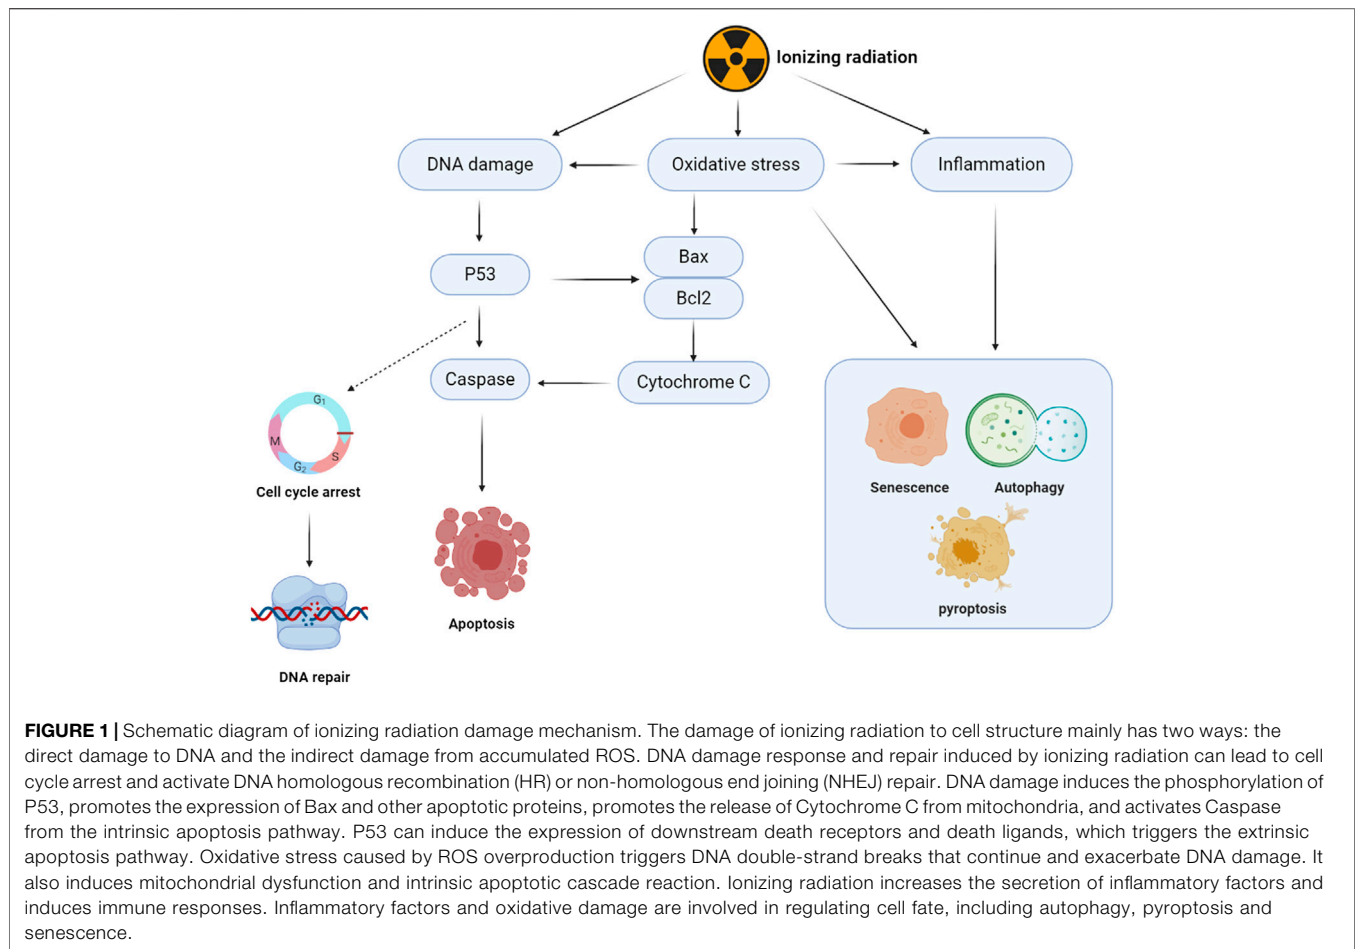 Ionizing radiation
DNA damage
Oxidative stress
Inflammation
P53
Bax
Bcl2
Caspase
Cytochrome C
G1
M
S
G2
Cell cycle arrest
Senescence
Autophagy
pyroptosis
Apoptosis
DNA repair
FIGURE 1 | Schematic diagram of ionizing radiation damage mechanism. The damage of ionizing radiation to cell structure mainly has two ways: the
direct damage to DNA and the indirect damage from accumulated ROS. DNA damage response and repair induced by ionizing radiation can lead to cell
cycle arrest and activate DNA homologous recombination (HR) or non-homologous end joining (NHEJ) repair. DNA damage induces the phosphorylation of
P53, promotes the expression of Bax and other apoptotic proteins, promotes the release of Cytochrome C from mitochondria, and activates Caspase
from the intrinsic apoptosis pathway. P53 can induce the expression of downstream death receptors and death ligands, which triggers the extrinsic
apoptosis pathway. Oxidative stress caused by ROS overproduction triggers DNA double-strand breaks that continue and exacerbate DNA damage. It
also induces mitochondrial dysfunction and intrinsic apoptotic cascade reaction. Ionizing radiation increases the secretion of inflammatory factors and
induces immune responses. Inflammatory factors and oxidative damage are involved in regulating cell fate, including autophagy, pyroptosis and
senescence.